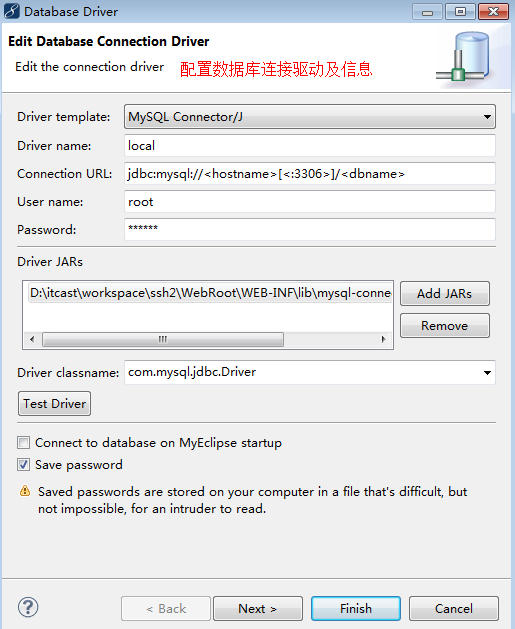 Database Driver
Edit Database Connection Driver
Edit the connection driver 配置数据库连接驱动及信息
Driver template: MySQL Connector/J
Driver name: local
Connection URL: jdbc:mysql://<hostname>[<:3306>]/<dbname>
User name: root
Password: ******
Driver JARs
D:\itcast\workspace\ssh2\WebRoot\WEB-INF\lib\mysql-conne
Add JARs
Remove
Driver classname: com.mysql.jdbc.Driver
Test Driver
Connect to database on MyEclipse startup
Save password
Saved passwords are stored on your computer in a file that's difficult, but
not impossible, for an intruder to read.
? < Back Next > Finish Cancel